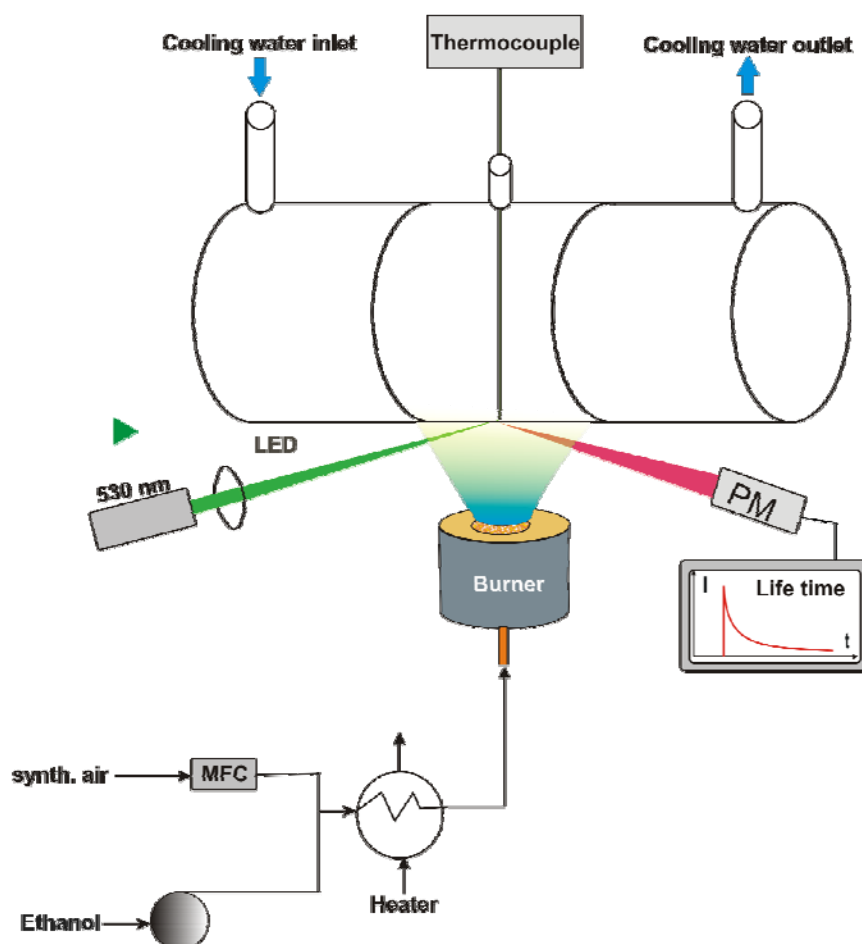 Cooling water inlet
Thermocouple
Cooling water outlet
LED
530 nm
PM
Burner
I
Life time
t
synth. air
MFC
Ethanol
Heater